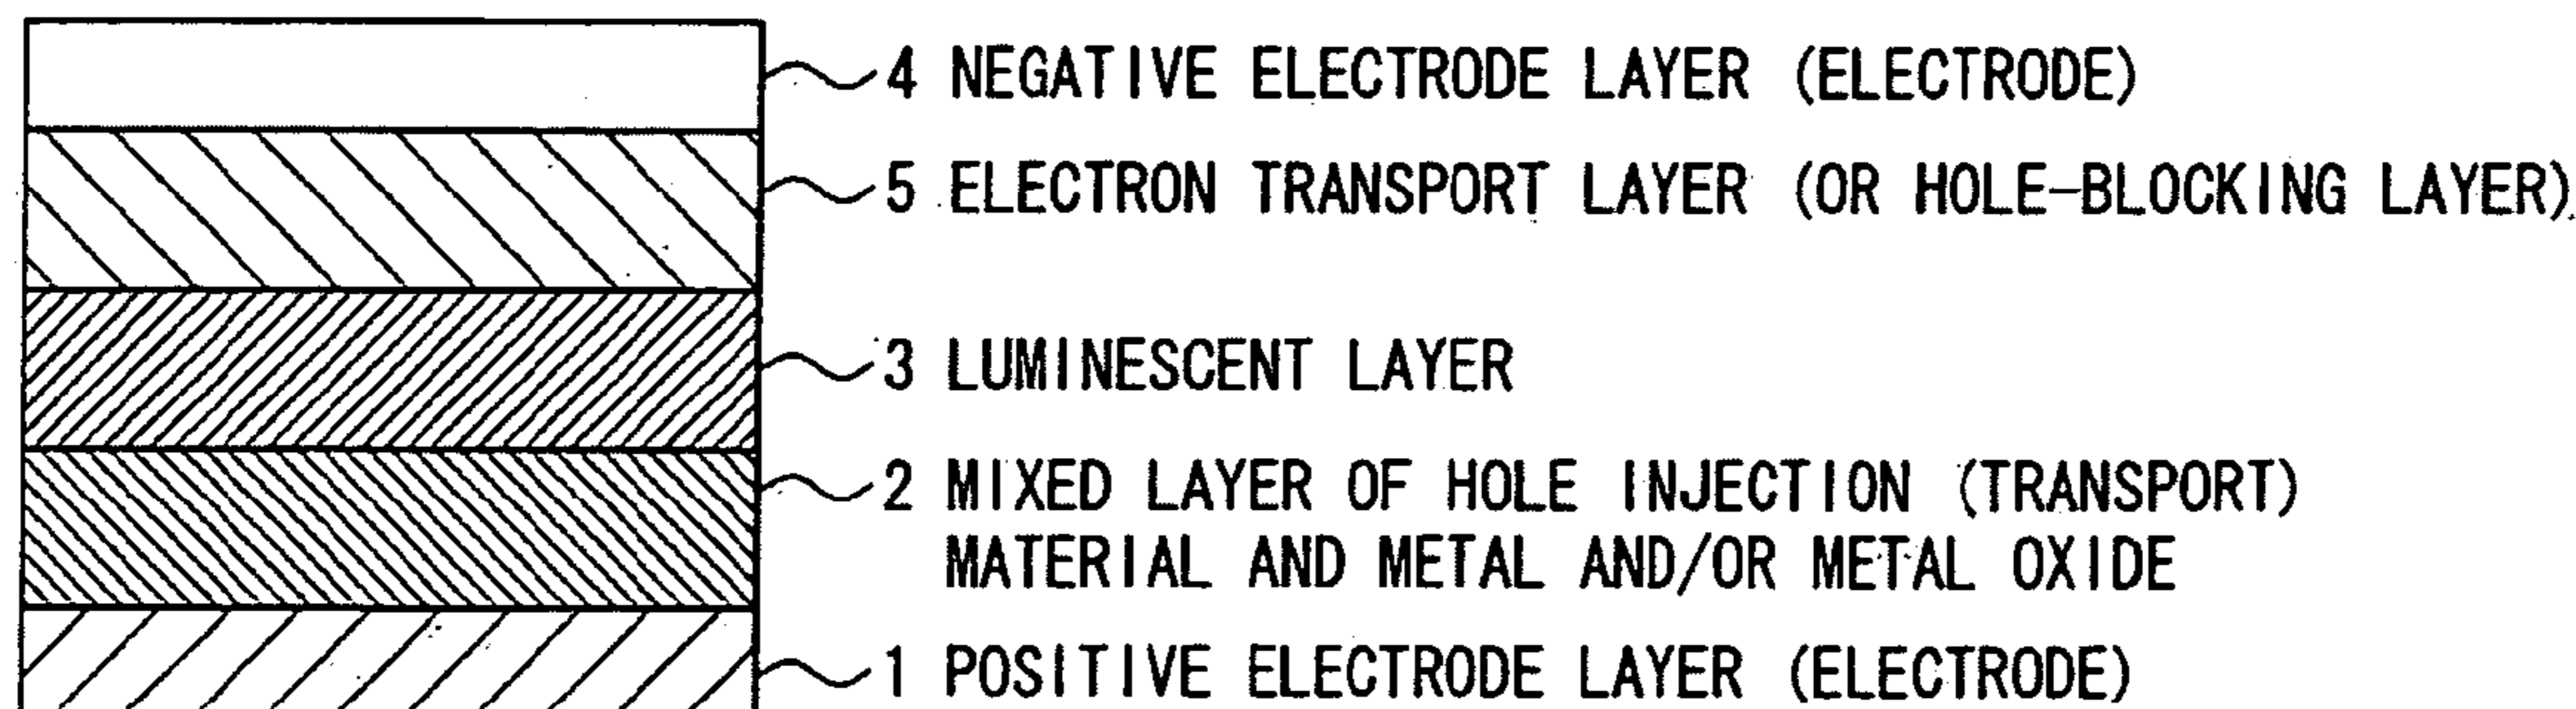 4 NEGATIVE ELECTRODE LAYER (ELECTRODE)
5 ELECTRON TRANSPORT LAYER (OR HOLE-BLOCKING LAYER)
3 LUMINESCENT LAYER
2 MIXED LAYER OF HOLE INJECTION (TRANSPORT)
MATERIAL AND METAL AND/OR METAL OXIDE
1 POSITIVE ELECTRODE LAYER (ELECTRODE)